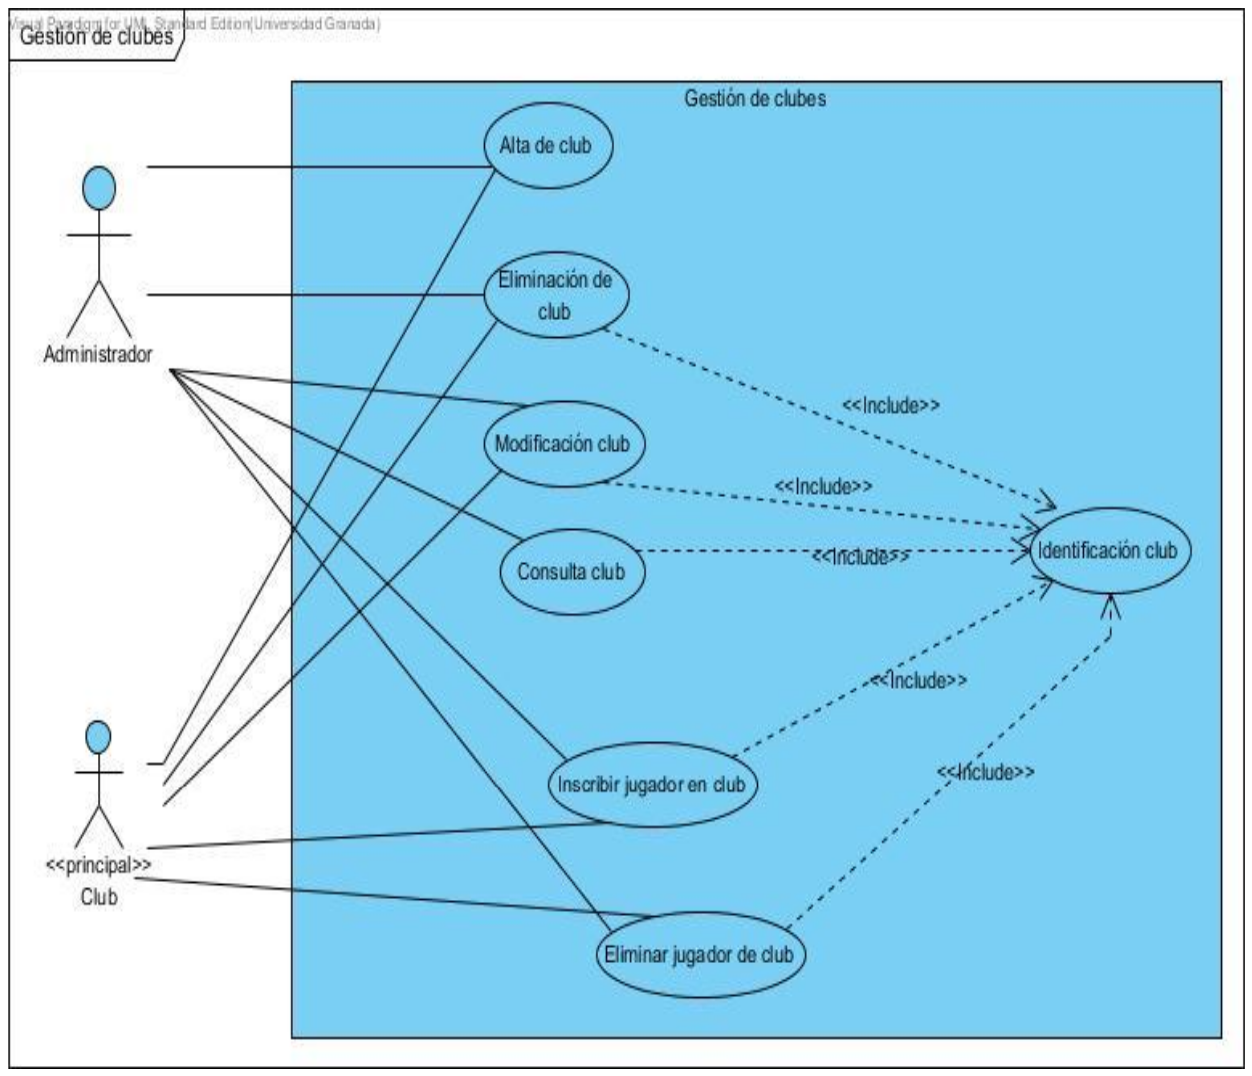 Visual Paradigm for UML Standard Edition(Universidad Granada)
Gestión de clubes
Gestión de clubes
Alta de club
Eliminación de
club
Administrador
<<Include>>
Modificación club
<<Include>>
Identificación club
<<Include>>
Consulta club
<<Include>>
<<Include>>
Inscribir jugador en club
<<principal>>
Club
Eliminar jugador de club